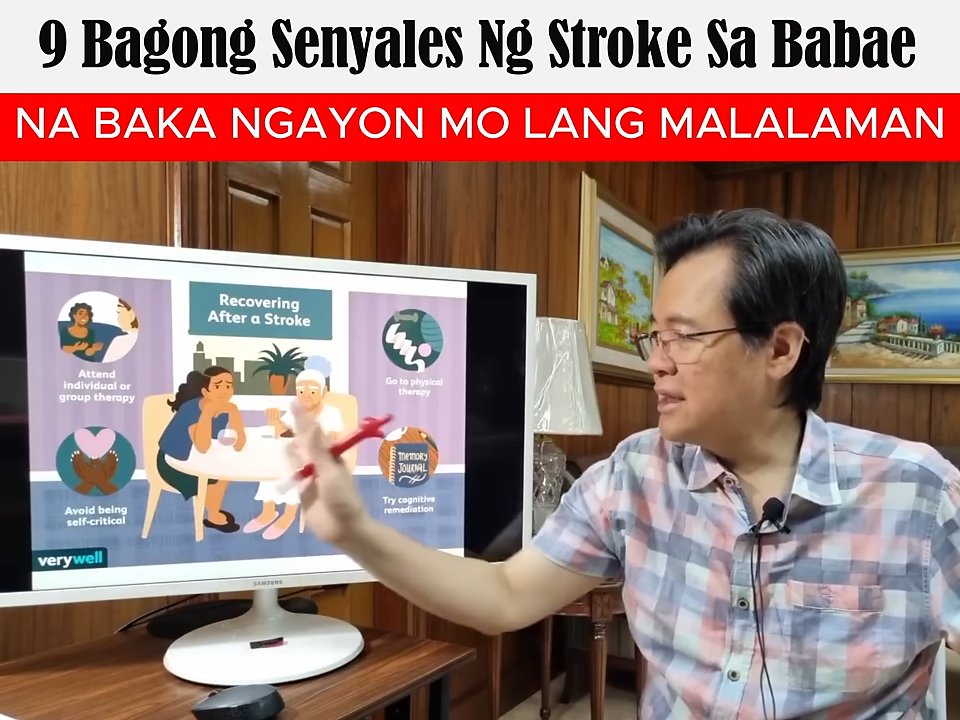 9 Bagong Senyales Ng Stroke Sa Babae
NA BAKA NGAYON MO LANG MALALAMAN
Recovering
After a Stroke
Attend
individual or
group therapy
Go to physical
therapy
MEMORY
JOURNAL
Avoid being
self-critical
Try cognitive
remediation
verywell
SAMSUNG